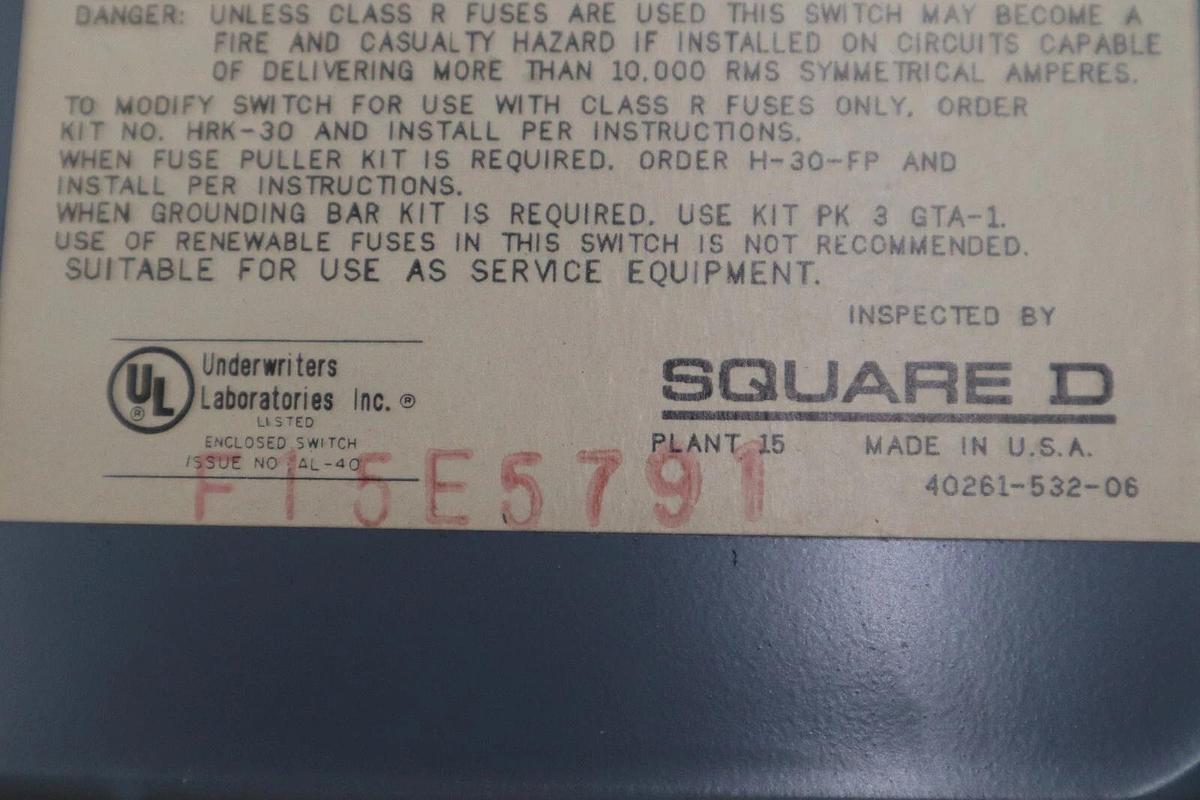 DANGER: UNLESS CLASS R FUSES ARE USED THIS SWITCH MAY BECOME A
FIRE AND CASUALTY HAZARD IF INSTALLED ON CIRCUITS CAPABLE
OF DELIVERING MORE THAN 10,000 RMS SYMMETRICAL AMPERES.
TO MODIFY SWITCH FOR USE WITH CLASS R FUSES ONLY, ORDER
KIT NO. HRK-30 AND INSTALL PER INSTRUCTIONS.
WHEN FUSE PULLER KIT IS REQUIRED, ORDER H-30-FP AND
INSTALL PER INSTRUCTIONS.
WHEN GROUNDING BAR KIT IS REQUIRED, USE KIT PK 3 GTA-1.
USE OF RENEWABLE FUSES IN THIS SWITCH IS NOT RECOMMENDED.
SUITABLE FOR USE AS SERVICE EQUIPMENT.
INSPECTED BY
UL ®
Underwriters
Laboratories Inc. ®
LISTED
ENCLOSED SWITCH
ISSUE NO AL-40
SQUARE D
PLANT 15 MADE IN U.S.A.
40261-532-06
F15E5791